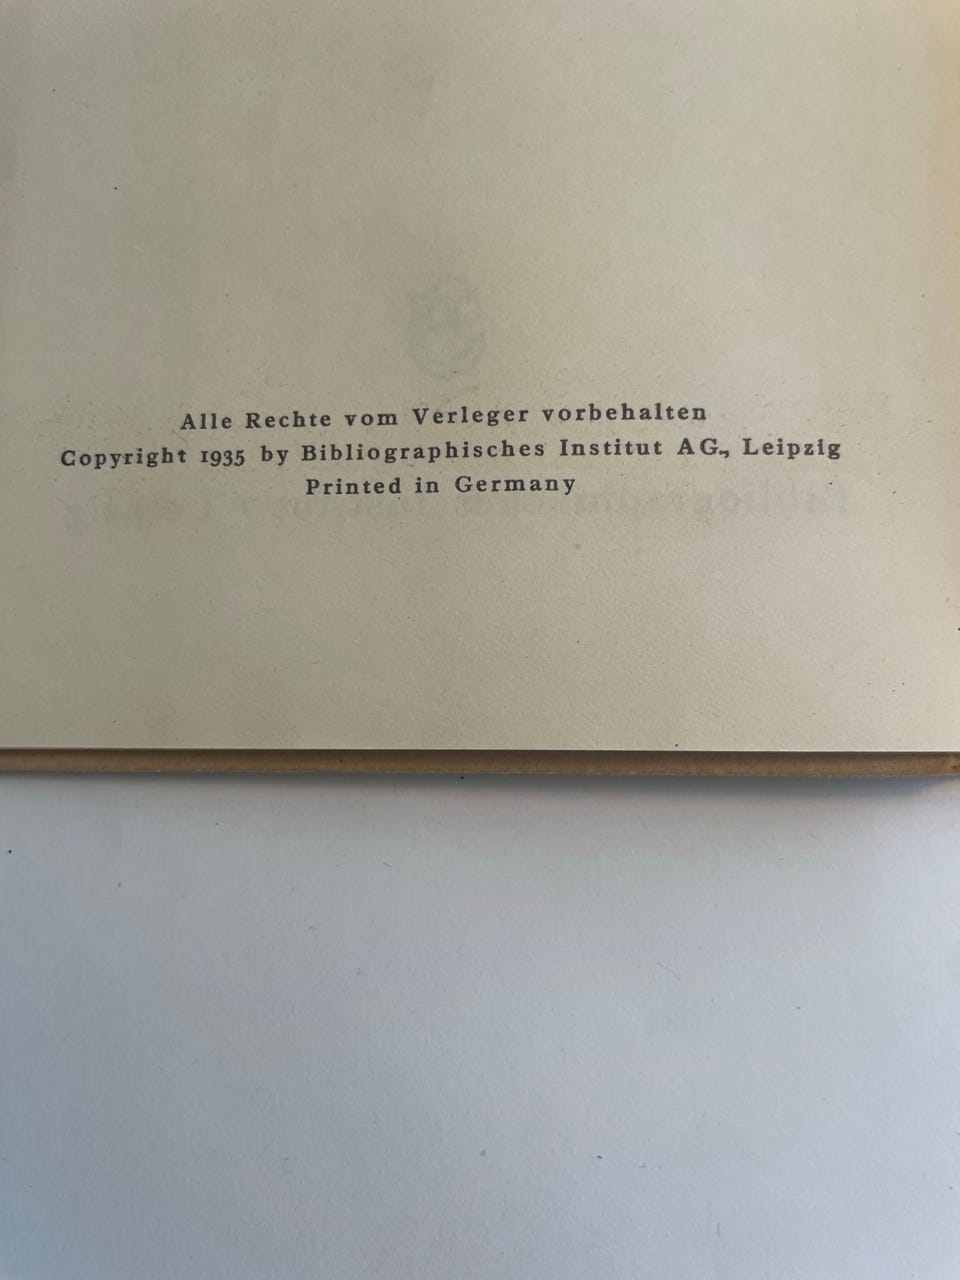 Alle Rechte vom Verleger vorbehalten
Copyright 1935 by Bibliographisches Institut AG., Leipzig
Printed in Germany